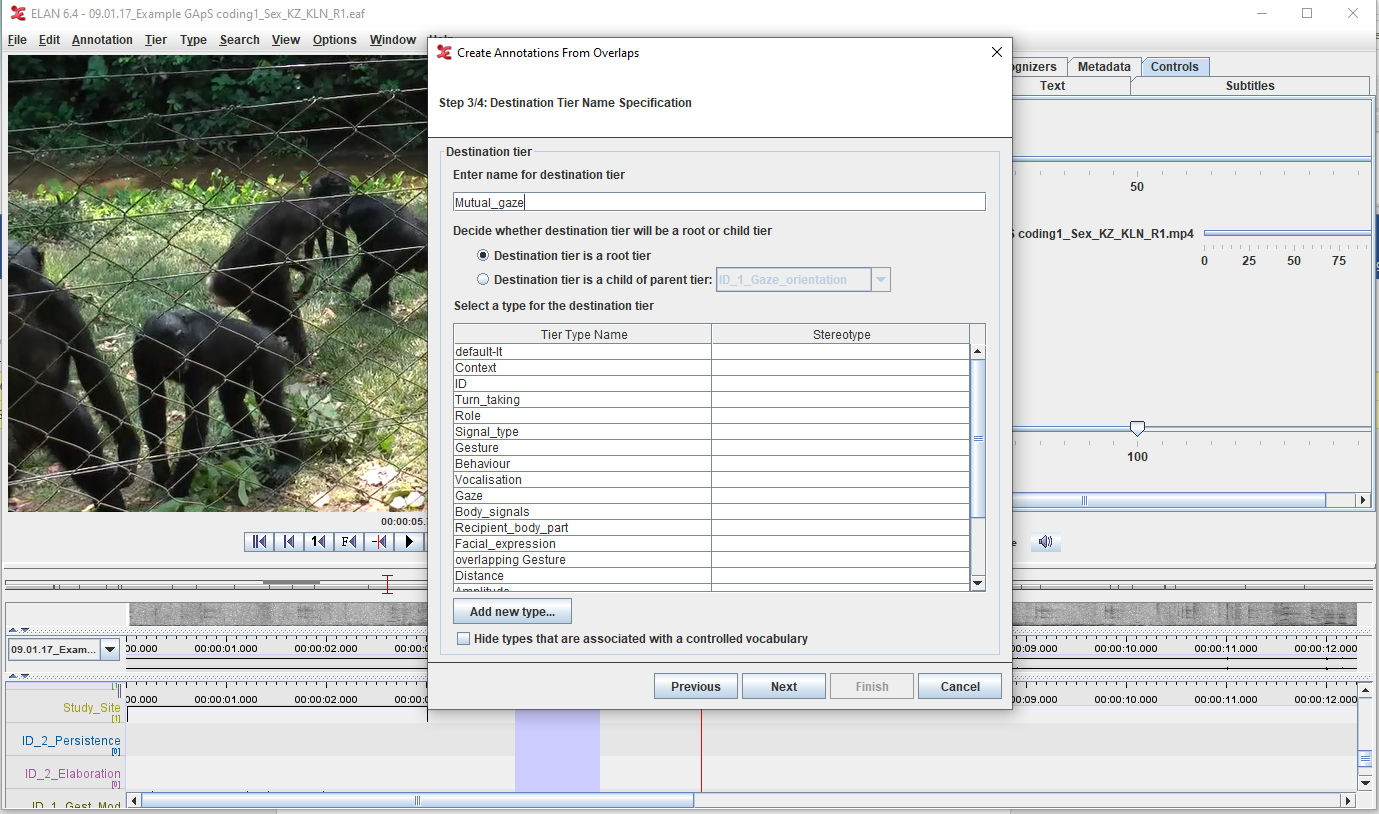 ELAN 6.4 - 09.01.17_Example GApS coding1_Sex_KZ_KLN_R1.eaf
File Edit Annotation Tier Type Search View Options Window
Create Annotations From Overlaps
Step 3/4: Destination Tier Name Specification
Metadata Controls
Text Subtitles
Destination tier
Enter name for destination tier
Mutual_gaze
Decide whether destination tier will be a root or child tier
Destination tier is a root tier
Destination tier is a child of parent tier: ID_1_Gaze_orientation
Select a type for the destination tier
Tier Type Name Stereotype
default-lt
Context
ID
Turn_taking
Role
Signal_type
Gesture
Behaviour
Vocalisation
Gaze
Body_signals
Recipient_body_part
Facial_expression
overlapping Gesture
Distance
Amplitude
Add new type...
Hide types that are associated with a controlled vocabulary
Previous Next Finish Cancel
50
coding1_Sex_KZ_KLN_R1.mp4
0 25 50 75
100
00:00:05.
1 F
09.01.17_Exam...
00.000 00:00:01.000 00:00:02.000 00:00:0
:09.000 00:00:10.000 00:00:11.000 00:00:12.000
00.000 00:00:01.000 00:00:02.000 00:00:0
:09.000 00:00:10.000 00:00:11.000 00:00:12.000
Study_Site
[1]
ID_2_Persistence
[0]
ID_2_Elaboration
[0]
ID_1_Gest_Mod